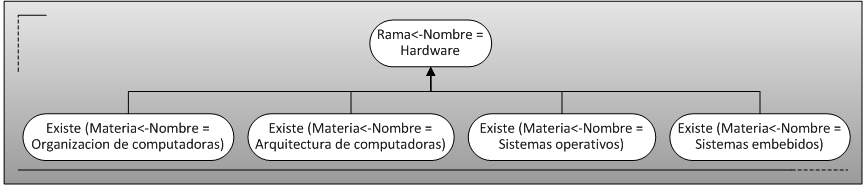 Rama<-Nombre =
Hardware
Existe (Materia<-Nombre =
Organizacion de computadoras)
Existe (Materia<-Nombre =
Arquitectura de computadoras)
Existe (Materia<-Nombre =
Sistemas operativos)
Existe (Materia<-Nombre =
Sistemas embebidos)